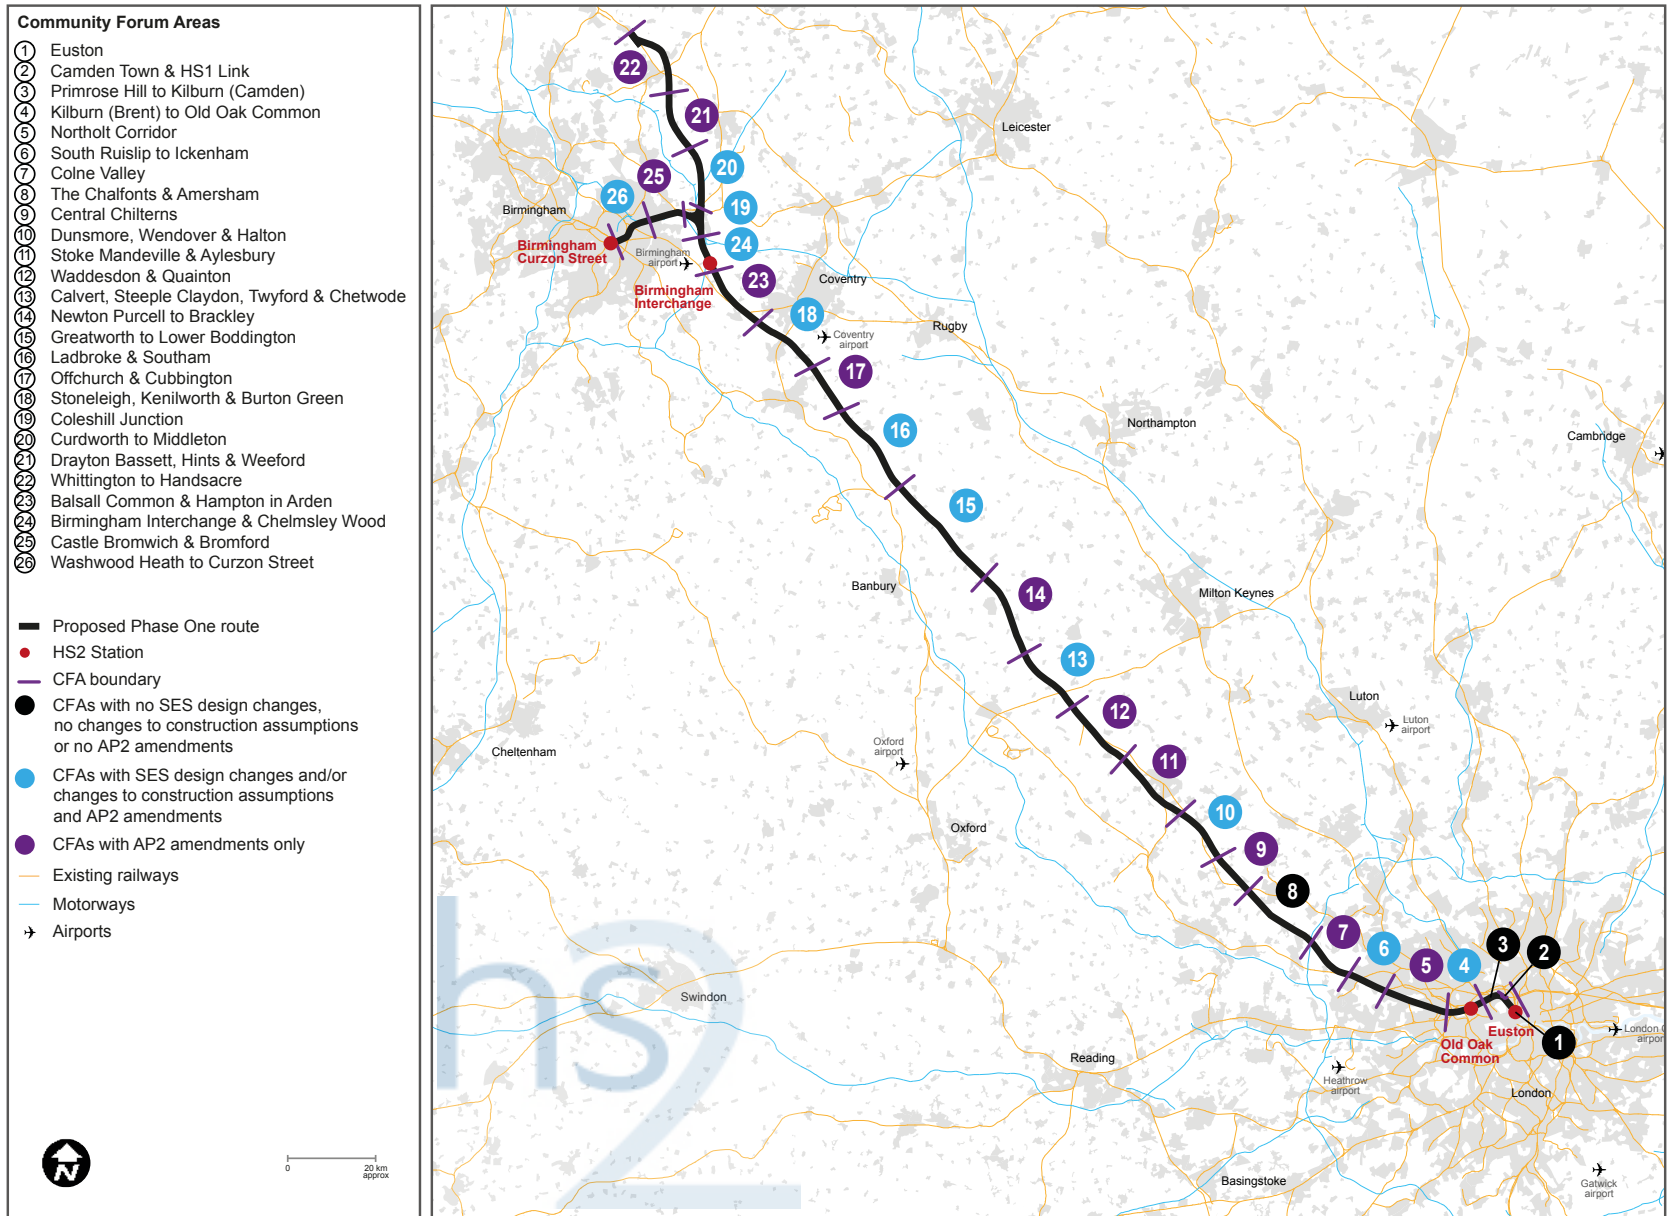 Community Forum Areas
1 Euston
2 Camden Town & HS1 Link
3 Primrose Hill to Kilburn (Camden)
4 Kilburn (Brent) to Old Oak Common
5 Northolt Corridor
6 South Ruislip to Ickenham
7 Colne Valley
8 The Chalfonts & Amersham
9 Central Chilterns
10 Dunsmore, Wendover & Halton
11 Stoke Mandeville & Aylesbury
12 Waddesdon & Quainton
13 Calvert, Steeple Claydon, Twyford & Chetwode
14 Newton Purcell to Brackley
15 Greatworth to Lower Boddington
16 Ladbroke & Southam
17 Offchurch & Cubbington
18 Stoneleigh, Kenilworth & Burton Green
19 Coleshill Junction
20 Curdworth to Middleton
21 Drayton Bassett, Hints & Weeford
22 Whittington to Handsacre
23 Balsall Common & Hampton in Arden
24 Birmingham Interchange & Chelmsley Wood
25 Castle Bromwich & Bromford
26 Washwood Heath to Curzon Street
Proposed Phase One route
HS2 Station
CFA boundary
CFAs with no SES design changes,
no changes to construction assumptions
or no AP2 amendments
CFAs with SES design changes and/or
changes to construction assumptions
and AP2 amendments
CFAs with AP2 amendments only
Existing railways
Motorways
Airports
N
0 20 km
approx
22
21
Leicester
20
25
26
19
Birmingham
24
Birmingham
Curzon Street
Birmingham
airport
23
Coventry
Birmingham
Interchange
18
Rugby
Coventry
airport
17
Northampton
16
Cambridge
15
Banbury
14
Milton Keynes
13
Luton
12
Luton
airport
Cheltenham
Oxford
airport
11
10
Oxford
9
8
7
6
5
4
3
2
hs2
Swindon
Euston
London
airport
1
Old Oak
Common
Reading
Heathrow
airport
London
Basingstoke
Gatwick
airport